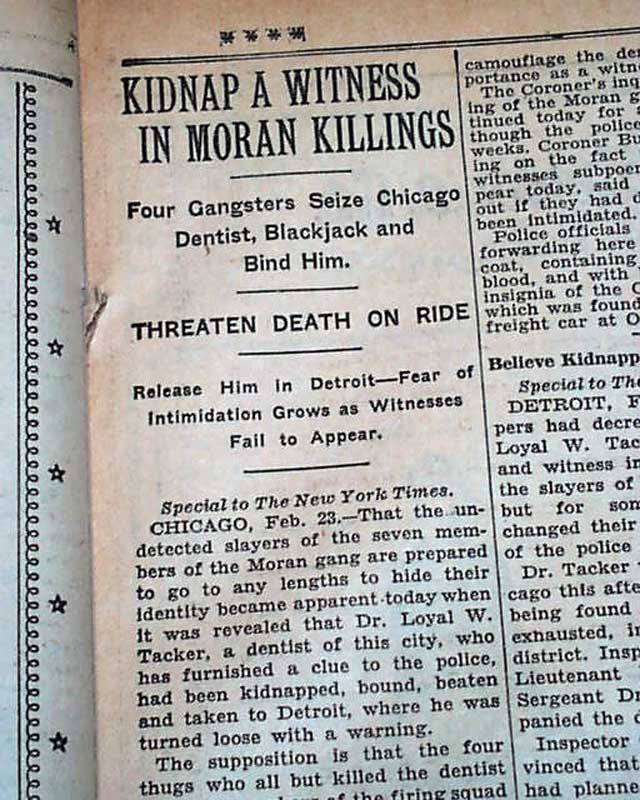 KIDNAP A WITNESS
IN MORAN KILLINGS
Four Gangsters Seize Chicago
Dentist, Blackjack and
Bind Him.
THREATEN DEATH ON RIDE
Release Him in Detroit—Fear of
Intimidation Grows as Witnesses
Fail to Appear.
Special to The New York Times.
CHICAGO, Feb. 23.—That the un-
detected slayers of the seven mem-
bers of the Moran gang are prepared
to go to any lengths to hide their
identity became apparent today when
it was revealed that Dr. Loyal W.
Tacker, a dentist of this city, who
has furnished a clue to the police,
had been kidnapped, bound, beaten
and taken to Detroit, where he was
turned loose with a warning.
The supposition is that the four
thugs who all but killed the dentist
of the firing squad
camouflage the
portance as a
The Coroner's
ing of the Moran
tinued today for
though the police
weeks. Coroner
ing on the fact
witnesses
pear today, said
out if they had
been intimidated.
Police officials
forwarding here
coat, containing
blood, and with
insignia of the
which was found
freight car at
Believe
Special to
DETROIT,
pers had
Loyal W.
and witness
the slayers of
but for
changed their
of the police
Dr. Tacker
cago this
being found
exhausted,
district.
Lieutenant
Sergeant
panied the
Inspector
vinced that
had